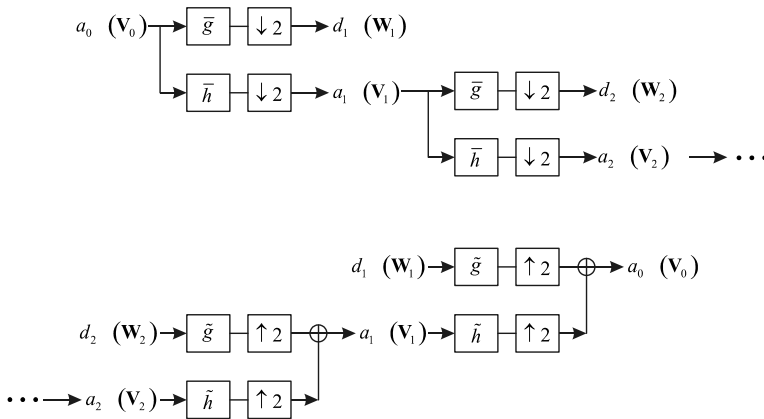 a₀ (V₀) g̅ ↓ 2 d₁ (W₁)
h̅ ↓ 2 a₁ (V₁) g̅ ↓ 2 d₂ (W₂)
h̅ ↓ 2 a₂ (V₂) •••
d₁ (W₁) g̃ ↑ 2 a₀ (V₀)
d₂ (W₂) g̃ ↑ 2 a₁ (V₁) h̃ ↑ 2
••• a₂ (V₂) h̃ ↑ 2